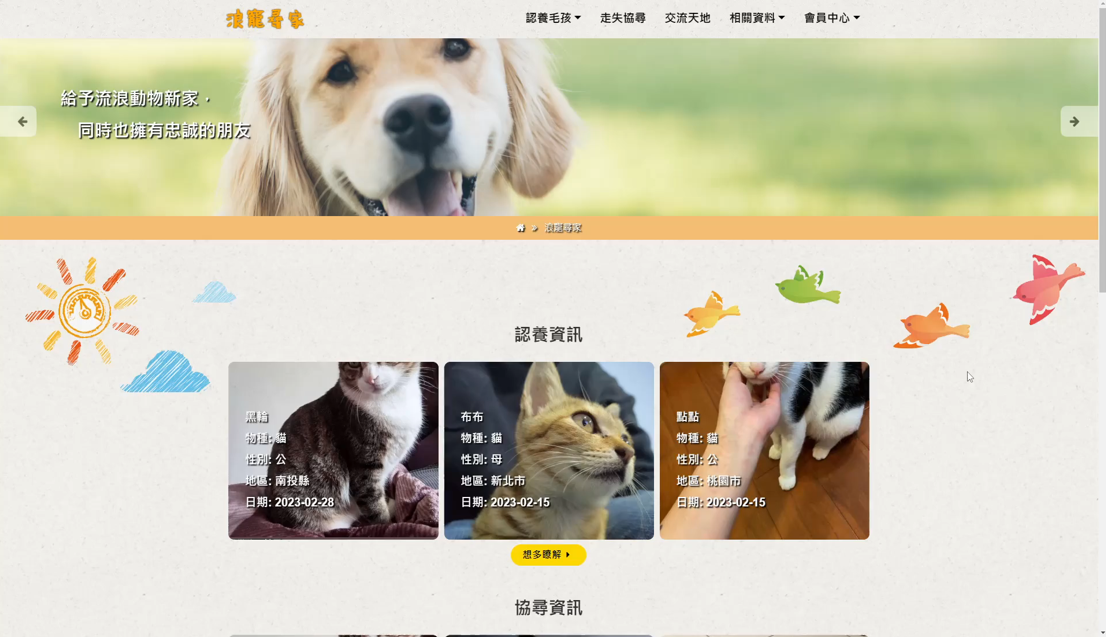 浪寵尋家
認養毛孩 走失協尋 交流天地 相關資料 會員中心
給予流浪動物新家，
同時也擁有忠誠的朋友
» 浪寵尋家
認養資訊
黑輪
物種: 貓
性別: 公
地區: 南投縣
日期: 2023-02-28
布布
物種: 貓
性別: 母
地區: 新北市
日期: 2023-02-15
點點
物種: 貓
性別: 公
地區: 桃園市
日期: 2023-02-15
想多瞭解
協尋資訊